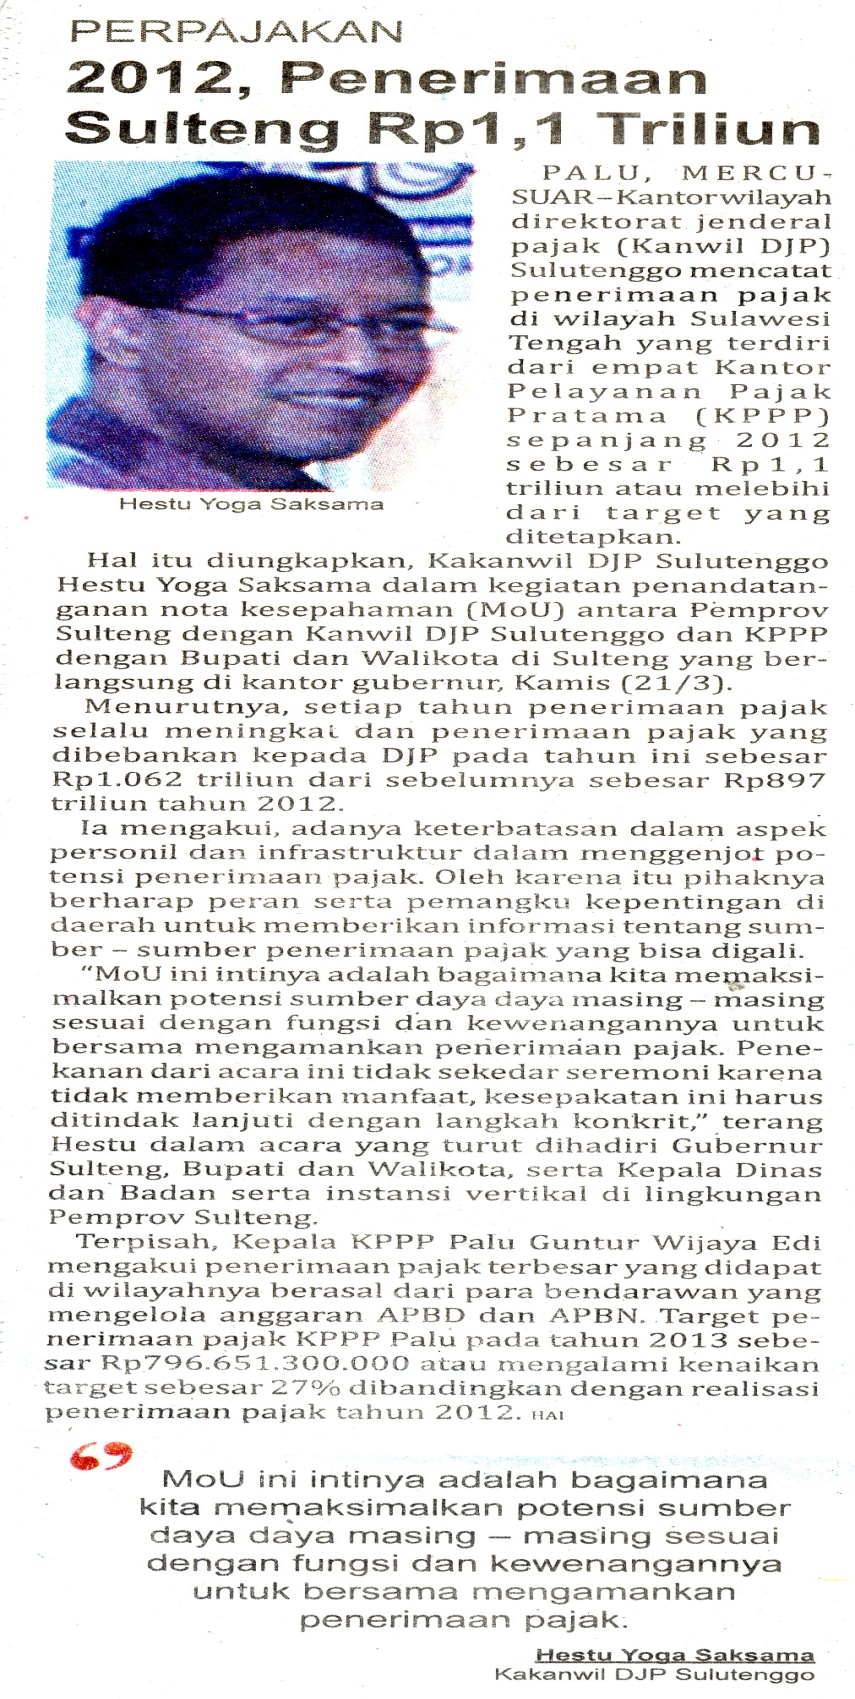 PERPAJAKAN
2012, Penerimaan
Sulteng Rp1,1 Triliun
PALU, MERCU-
SUAR–Kantorwilayah
direktorat jenderal
pajak (Kanwil DJP)
Sulutenggo mencatat
penerimaan pajak
di wilayah Sulawesi
Tengah yang terdiri
dari empat Kantor
Pelayanan Pajak
Pratama (KPPP)
sepanjang 2012
sebesar Rp1,1
triliun atau melebihi
dari target yang
ditetapkan.
Hestu Yoga Saksama
Hal itu diungkapkan, Kakanwil DJP Sulutenggo
Hestu Yoga Saksama dalam kegiatan penandatan-
ganan nota kesepahaman (MoU) antara Pemprov
Sulteng dengan Kanwil DJP Sulutenggo dan KPPP
dengan Bupati dan Walikota di Sulteng yang ber-
langsung di kantor gubernur, Kamis (21/3).
Menurutnya, setiap tahun penerimaan pajak
selalu meningkat dan penerimaan pajak yang
dibebankan kepada DJP pada tahun ini sebesar
Rp1.062 triliun dari sebelumnya sebesar Rp897
triliun tahun 2012.
Ia mengakui, adanya keterbatasan dalam aspek
personil dan infrastruktur dalam menggenjot po-
tensi penerimaan pajak. Oleh karena itu pihaknya
berharap peran serta pemangku kepentingan di
daerah untuk memberikan informasi tentang sum-
ber – sumber penerimaan pajak yang bisa digali.
“MoU ini intinya adalah bagaimana kita memaksi-
malkan potensi sumber daya daya masing – masing
sesuai dengan fungsi dan kewenangannya untuk
bersama mengamankan penerimaan pajak. Pene-
kanan dari acara ini tidak sekedar seremoni karena
tidak memberikan manfaat, kesepakatan ini harus
ditindak lanjuti dengan langkah konkrit,” terang
Hestu dalam acara yang turut dihadiri Gubernur
Sulteng, Bupati dan Walikota, serta Kepala Dinas
dan Badan serta instansi vertikal di lingkungan
Pemprov Sulteng.
Terpisah, Kepala KPPP Palu Guntur Wijaya Edi
mengakui penerimaan pajak terbesar yang didapat
di wilayahnya berasal dari para bendarawan yang
mengelola anggaran APBD dan APBN. Target pe-
nerimaan pajak KPPP Palu pada tahun 2013 sebe-
sar Rp796.651.300.000 atau mengalami kenaikan
target sebesar 27% dibandingkan dengan realisasi
penerimaan pajak tahun 2012. HAI
“
MoU ini intinya adalah bagaimana
kita memaksimalkan potensi sumber
daya daya masing – masing sesuai
dengan fungsi dan kewenangannya
untuk bersama mengamankan
penerimaan pajak.
Hestu Yoga Saksama
Kakanwil DJP Sulutenggo